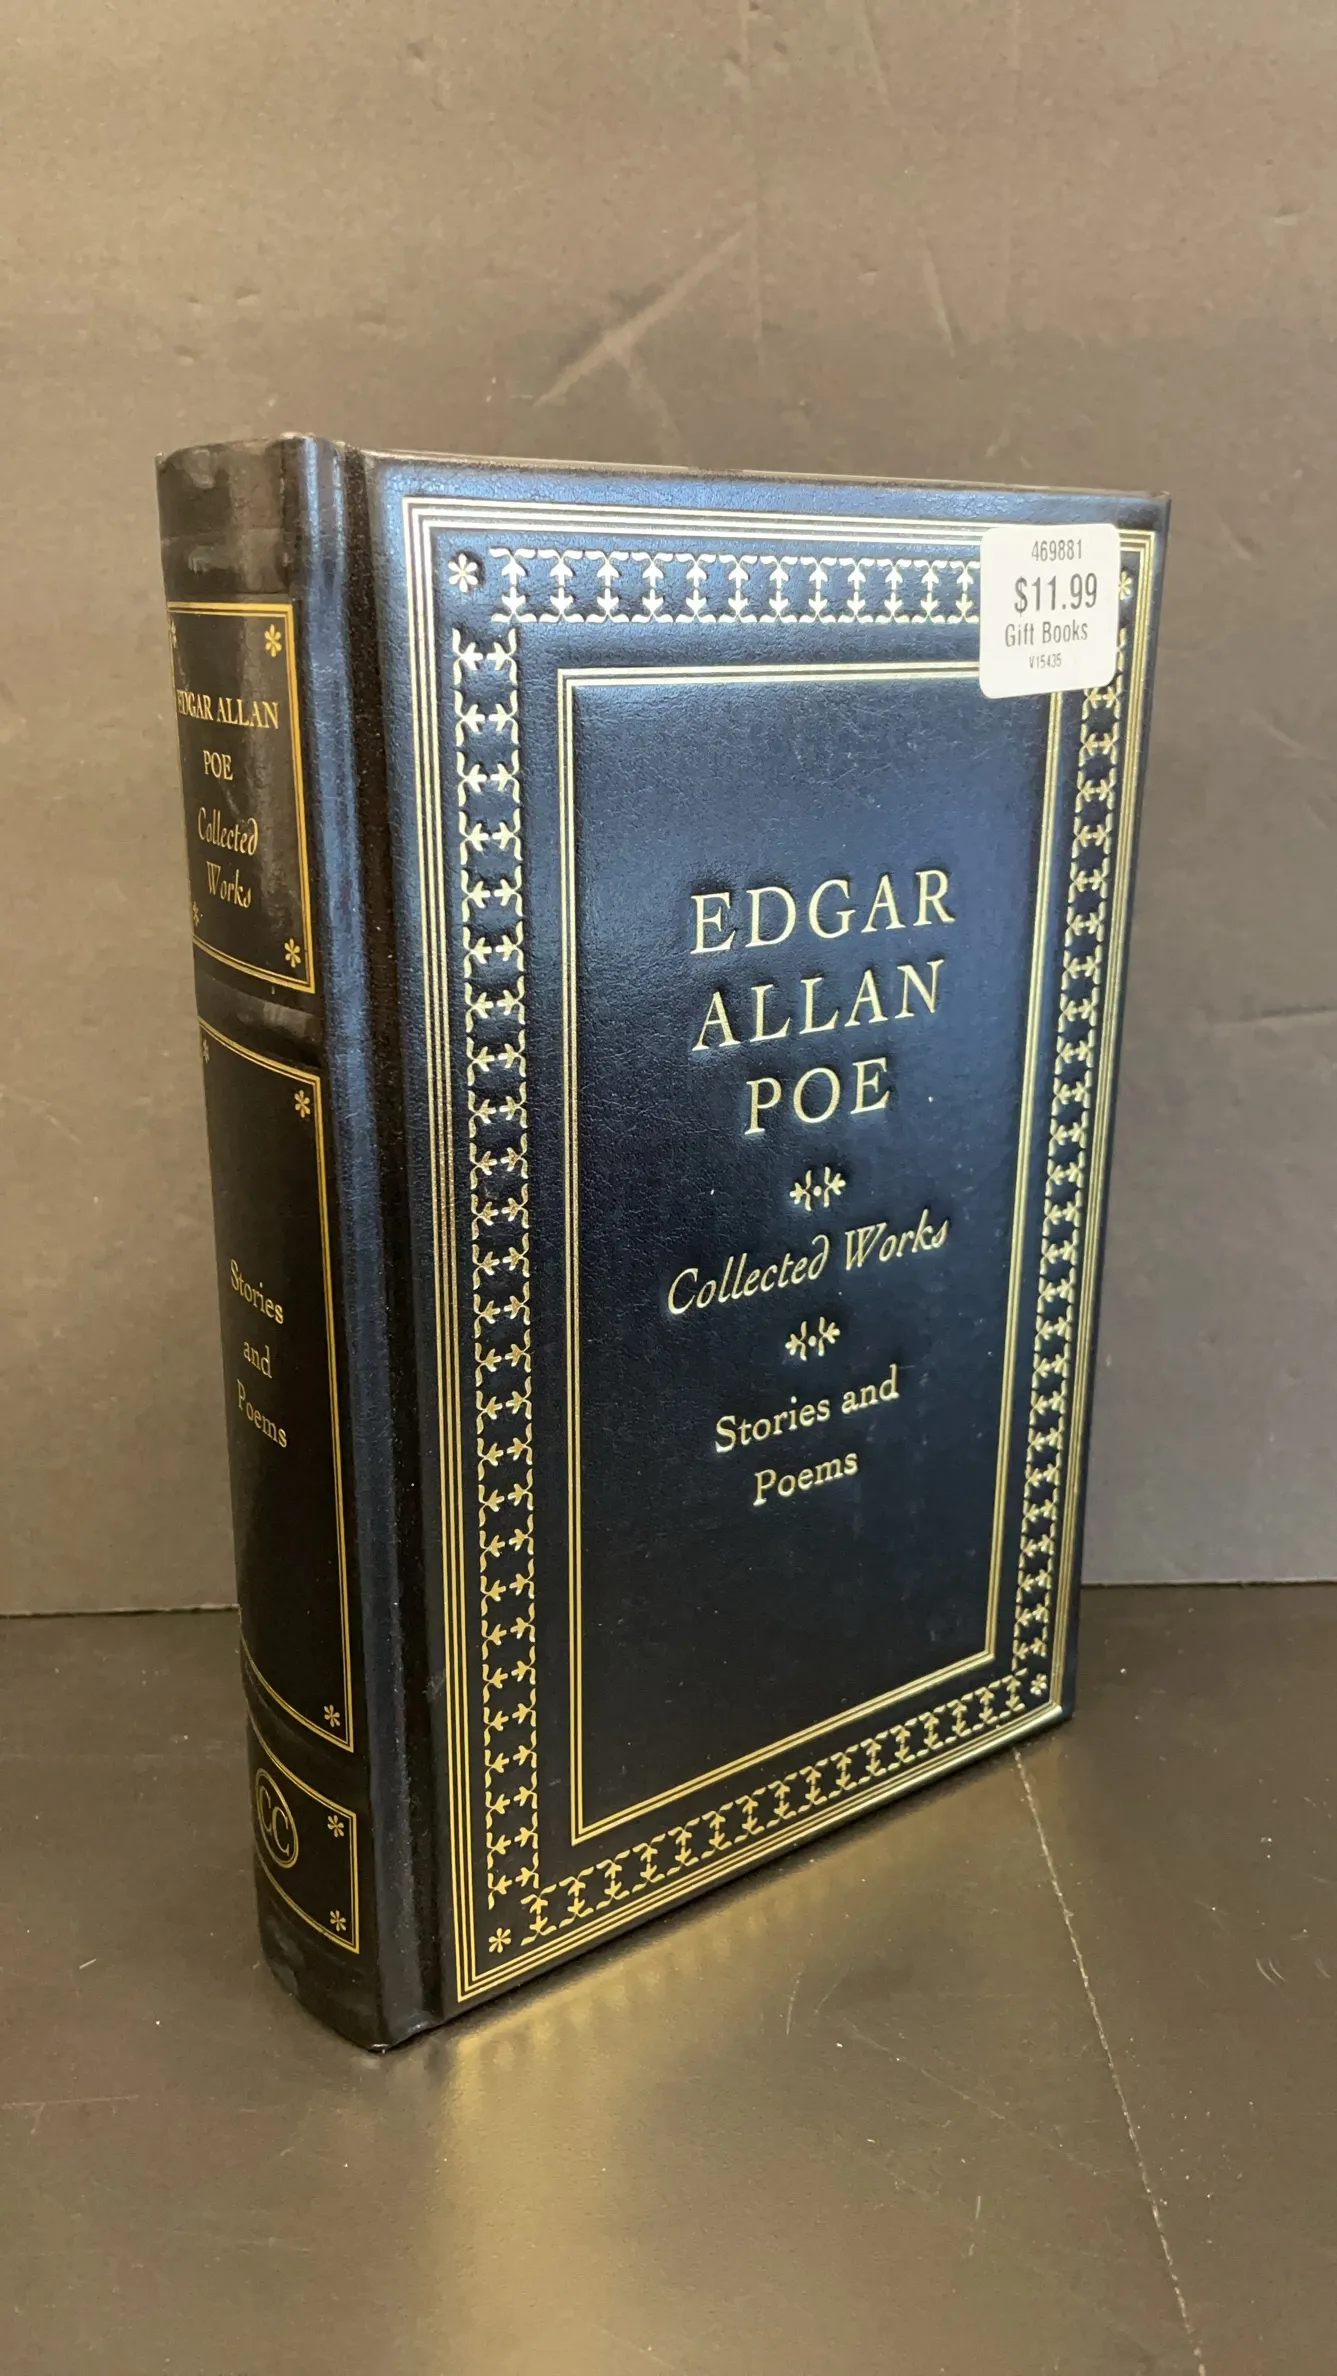 EDGAR ALLAN
POE
Collected
Works
Stories
and
Poems
CC
469881
$11.99
Gift Books
V15435
EDGAR
ALLAN
POE
Collected Works
Stories and
Poems